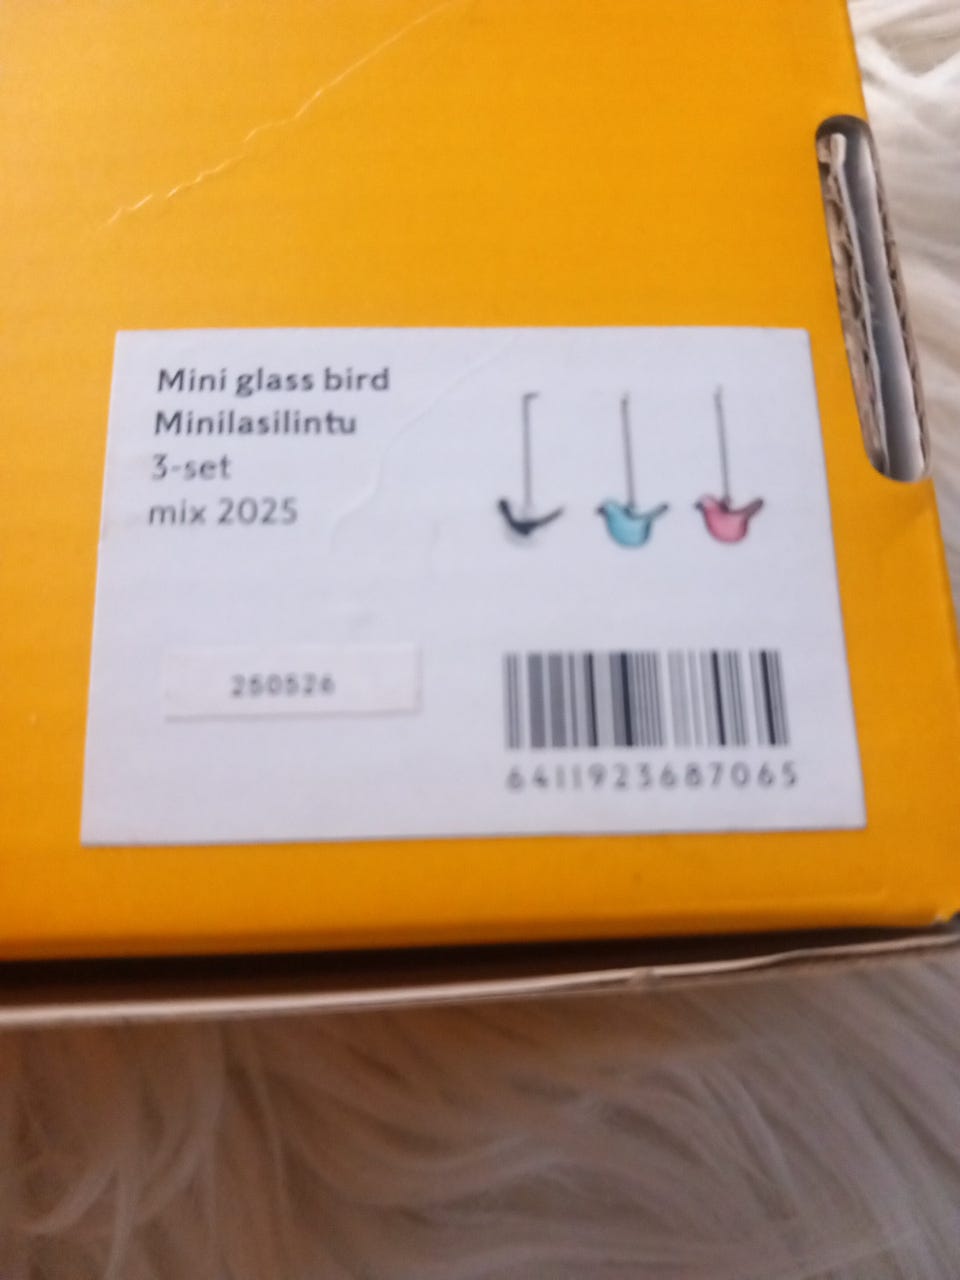 Mini glass bird
Minilasilintu
3-set
mix 2025
250526
6411923687065